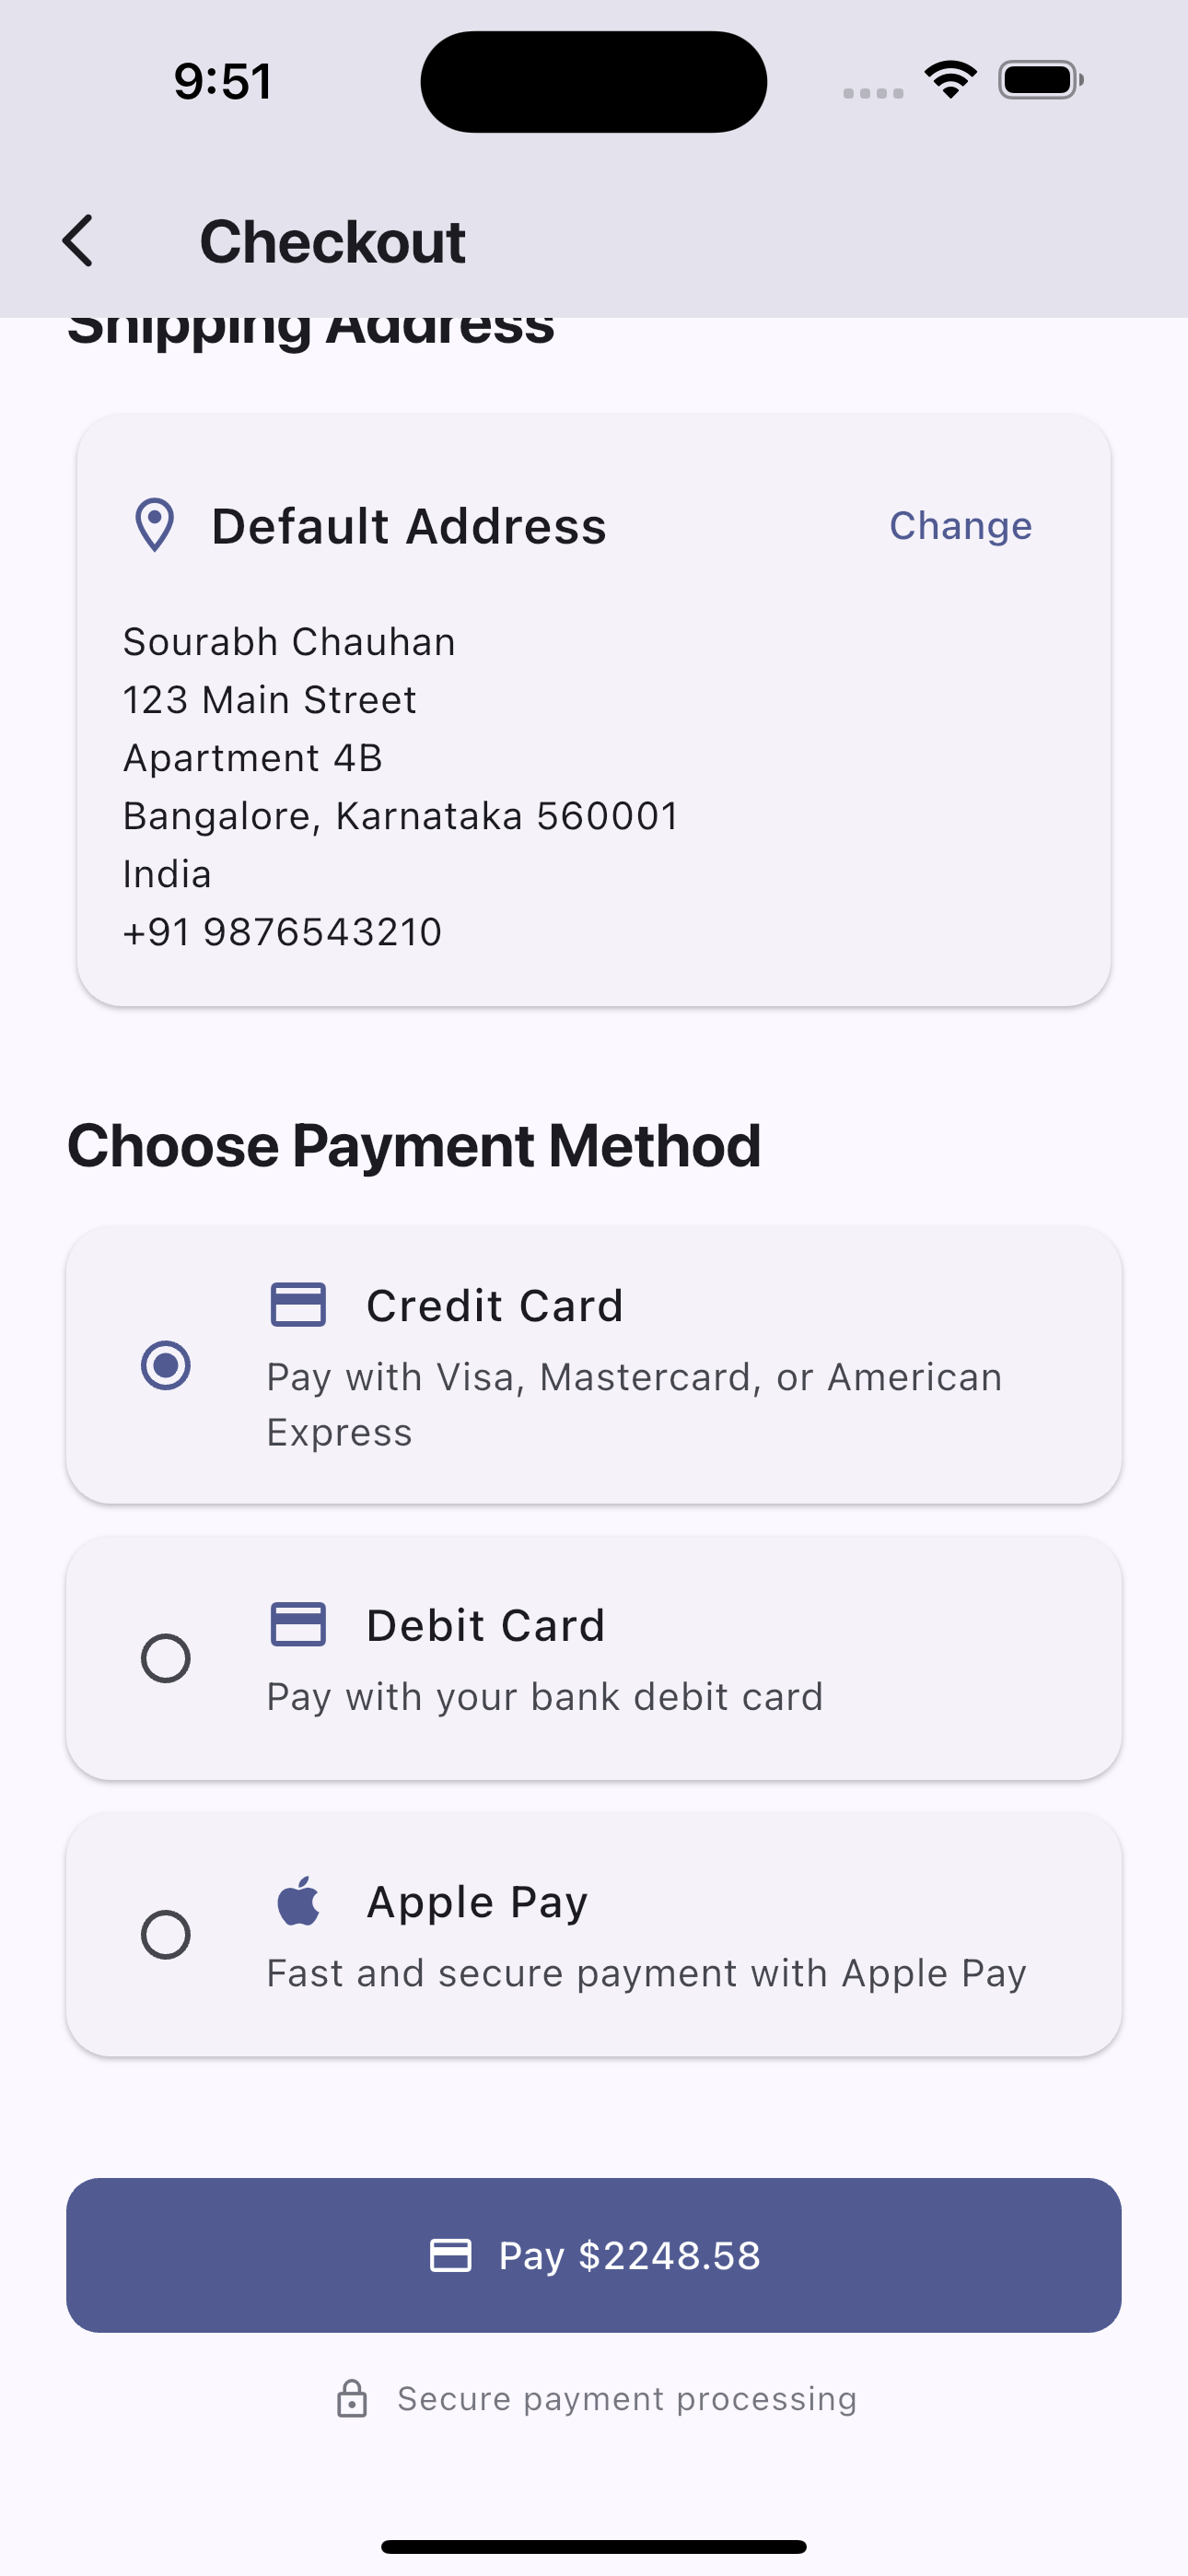 9:51
Checkout
Shipping Address
Default Address
Change
Sourabh Chauhan
123 Main Street
Apartment 4B
Bangalore, Karnataka 560001
India
+91 9876543210
Choose Payment Method
Credit Card
Pay with Visa, Mastercard, or American
Express
Debit Card
Pay with your bank debit card
Apple Pay
Fast and secure payment with Apple Pay
Pay $2248.58
Secure payment processing